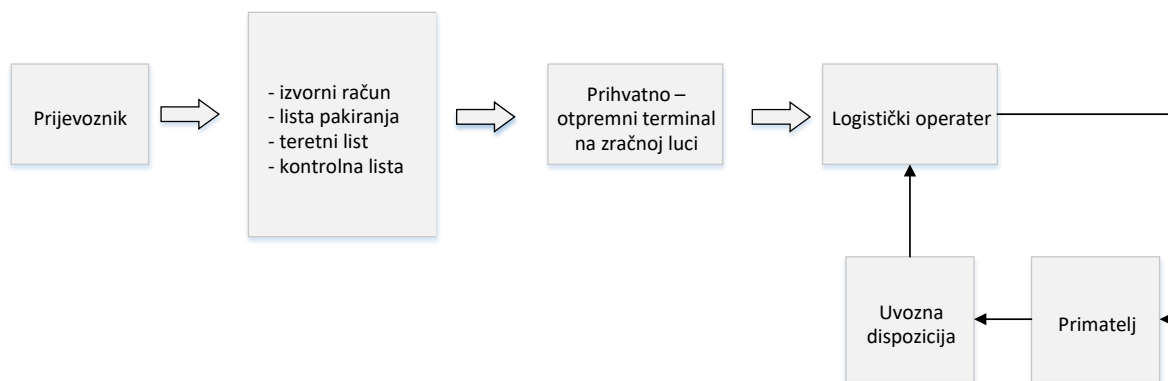 Prijevoznik
- izvorni račun
- lista pakiranja
- teretni list
- kontrolna lista
Prihvatno –
otpremni terminal
na zračnoj luci
Logistički operater
Uvozna
dispozicija
Primatelj